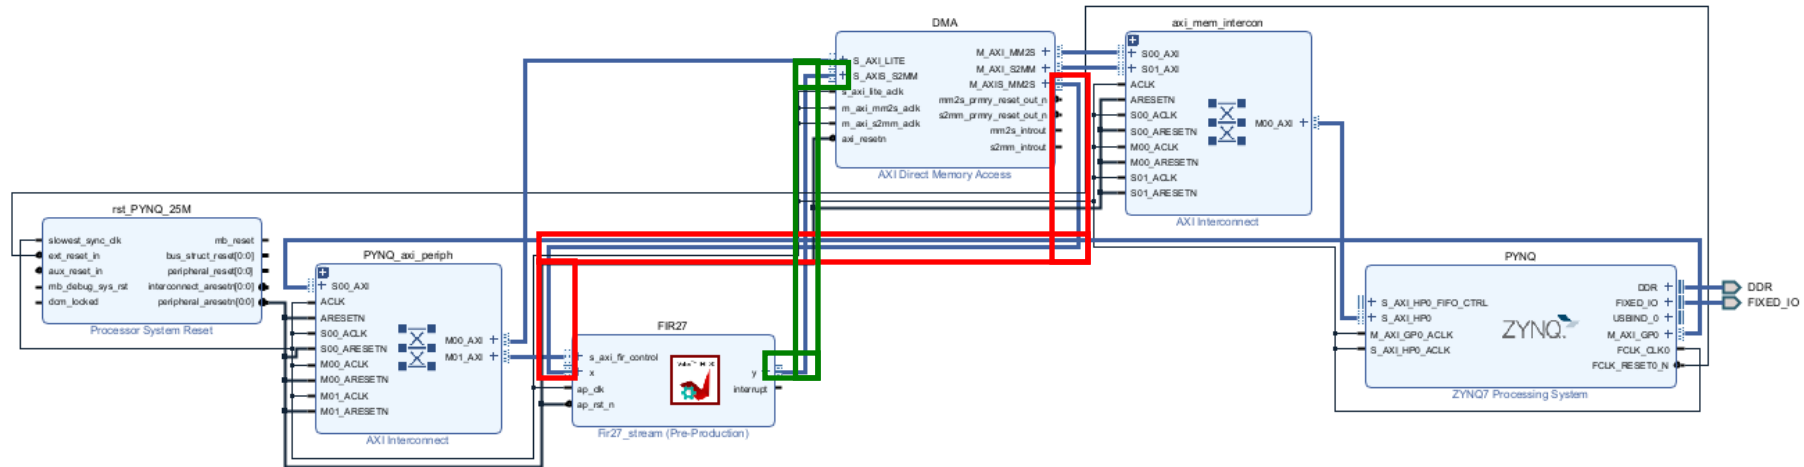 DMA
S_AXI_LITE
S_AXIS_S2MM
s_axi_lite_aclk
m_axi_mm2s_aclk
m_axi_s2mm_aclk
axi_resetn
M_AXI_MM2S
M_AXI_S2MM
M_AXIS_MM2S
mm2s_prmry_reset_out_n
s2mm_prmry_reset_out_n
mm2s_introut
s2mm_introut
AXI Direct Memory Access
axi_mem_intercon
S00_AXI
S01_AXI
ACLK
ARESETN
S00_ACLK
S00_ARESETN
M00_ACLK
M00_ARESETN
S01_ACLK
S01_ARESETN
M00_AXI
AXI Interconnect
rst_PYNQ_25M
slowest_sync_clk
ext_reset_in
aux_reset_in
mb_debug_sys_rst
dcm_locked
mb_reset
bus_struct_reset[0:0]
peripheral_reset[0:0]
interconnect_aresetn[0:0]
peripheral_aresetn[0:0]
Processor System Reset
PYNQ_axi_periph
S00_AXI
ACLK
ARESETN
S00_ACLK
S00_ARESETN
M00_ACLK
M00_ARESETN
M01_ACLK
M01_ARESETN
M00_AXI
M01_AXI
AXI Interconnect
FIR27
s_axi_fir_control
x
ap_clk
ap_rst_n
y
interrupt
Fir27_stream (Pre-Production)
PYNQ
S_AXI_HP0_FIFO_CTRL
S_AXI_HP0
M_AXI_GP0_ACLK
S_AXI_HP0_ACLK
ZYNQ
DDR
FIXED_IO
USBIND_0
M_AXI_GP0
FCLK_CLK0
FCLK_RESET0_N
ZYNQ7 Processing System
DDR
FIXED_IO